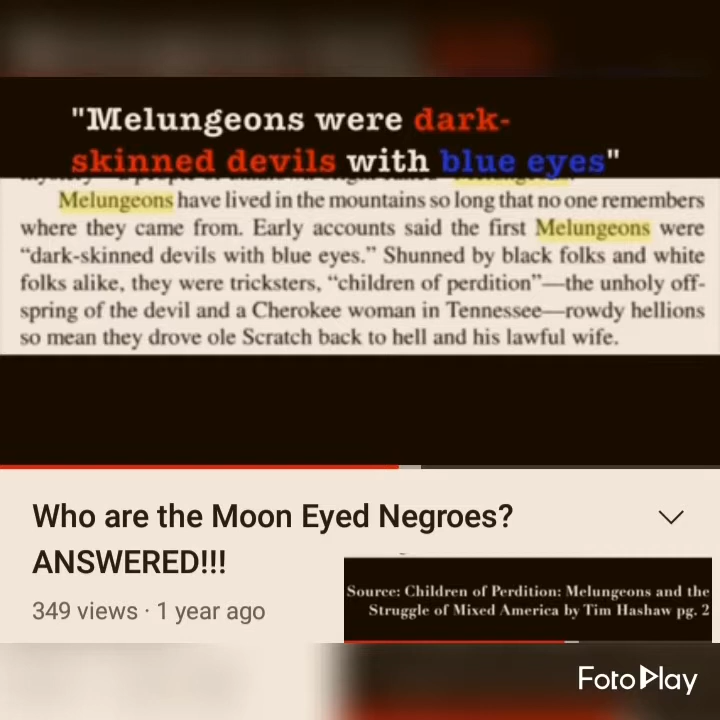 "Melungeons were dark-
skinned devils with blue eyes"
Melungeons have lived in the mountains so long that no one remembers
where they came from. Early accounts said the first Melungeons were
“dark-skinned devils with blue eyes.” Shunned by black folks and white
folks alike, they were tricksters, “children of perdition”—the unholy off-
spring of the devil and a Cherokee woman in Tennessee—rowdy hellions
so mean they drove ole Scratch back to hell and his lawful wife.
Who are the Moon Eyed Negroes?
ANSWERED!!!
349 views · 1 year ago
Source: Children of Perdition: Melungeons and the
Struggle of Mixed America by Tim Hashaw pg. 2
FotoPlay